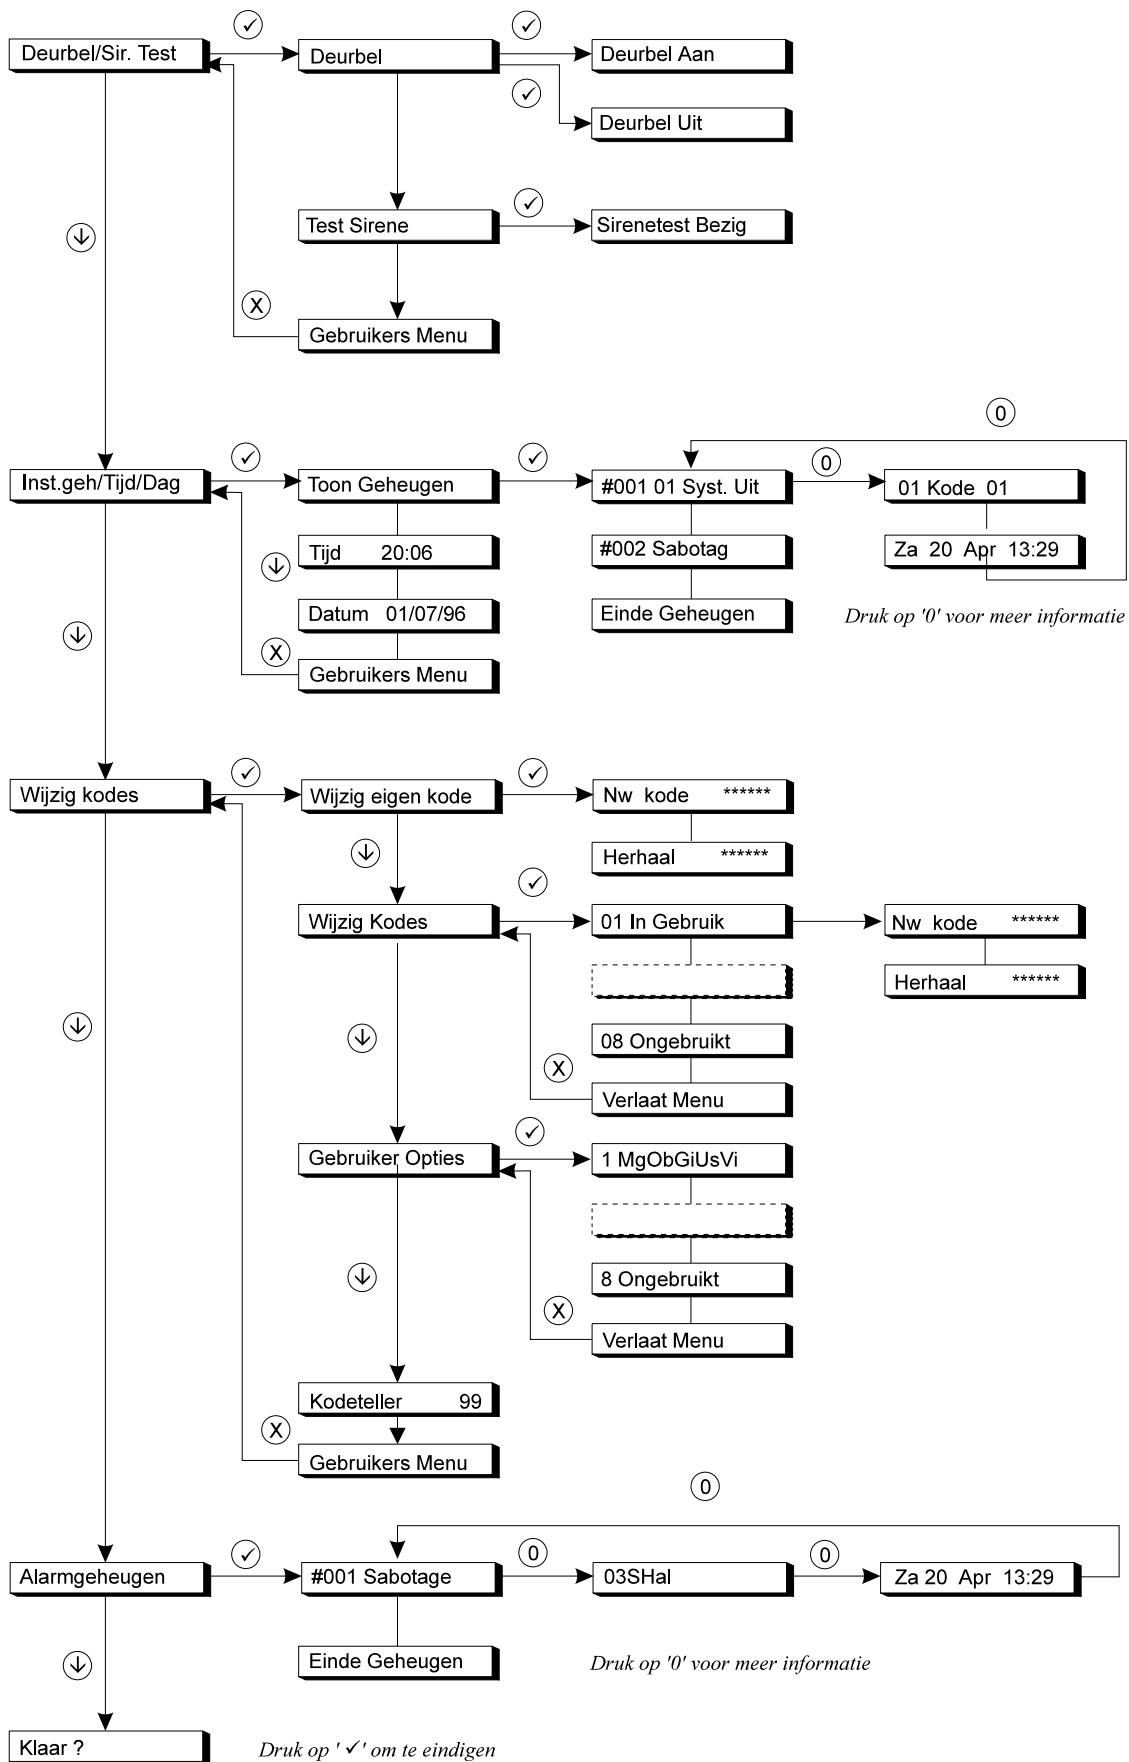 Deurbel/Sir. Test
✓
Deurbel
✓
Deurbel Aan
✓
Deurbel Uit
Test Sirene
✓
Sirenetest Bezig
↓
X
Gebruikers Menu
0
Inst.geh/Tijd/Dag
✓
Toon Geheugen
✓
#001 01 Syst. Uit
0
01 Kode 01
↓
Tijd 20:06
#002 Sabotag
Za 20 Apr 13:29
↓
Datum 01/07/96
Einde Geheugen
Druk op '0' voor meer informatie
X
Gebruikers Menu
Wijzig kodes
✓
Wijzig eigen kode
✓
Nw kode ******
↓
Herhaal ******
✓
Wijzig Kodes
01 In Gebruik
Nw kode ******
Herhaal ******
↓
↓
08 Ongebruikt
X
Verlaat Menu
✓
Gebruiker Opties
1 MgObGiUsVi
↓
8 Ongebruikt
X
Verlaat Menu
Kodeteller 99
X
Gebruikers Menu
0
Alarmgeheugen
✓
#001 Sabotage
0
03SHal
0
Za 20 Apr 13:29
↓
Einde Geheugen
Druk op '0' voor meer informatie
Klaar ?
Druk op ' ✓' om te eindigen